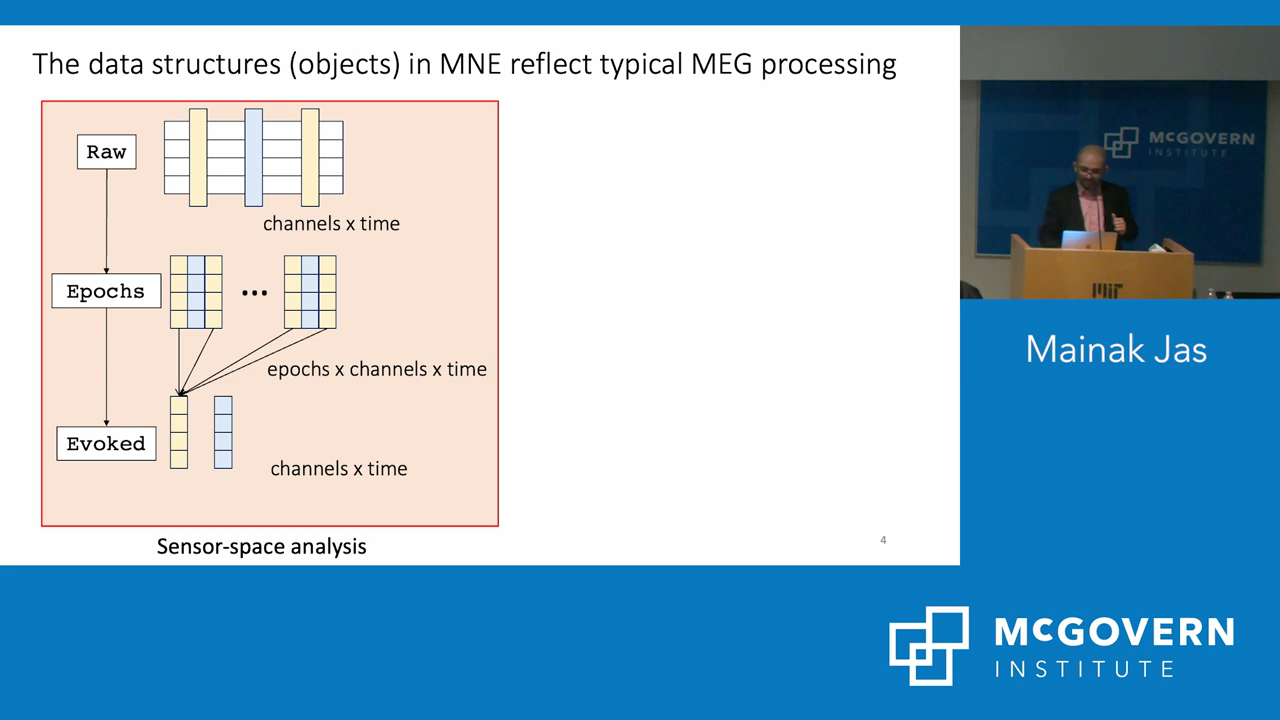 The data structures (objects) in MNE reflect typical MEG processing
Raw
channels x time
Epochs
...
epochs x channels x time
Evoked
channels x time
Sensor-space analysis
4
McGOVERN
INSTITUTE
MIT
Mainak Jas
McGOVERN
INSTITUTE